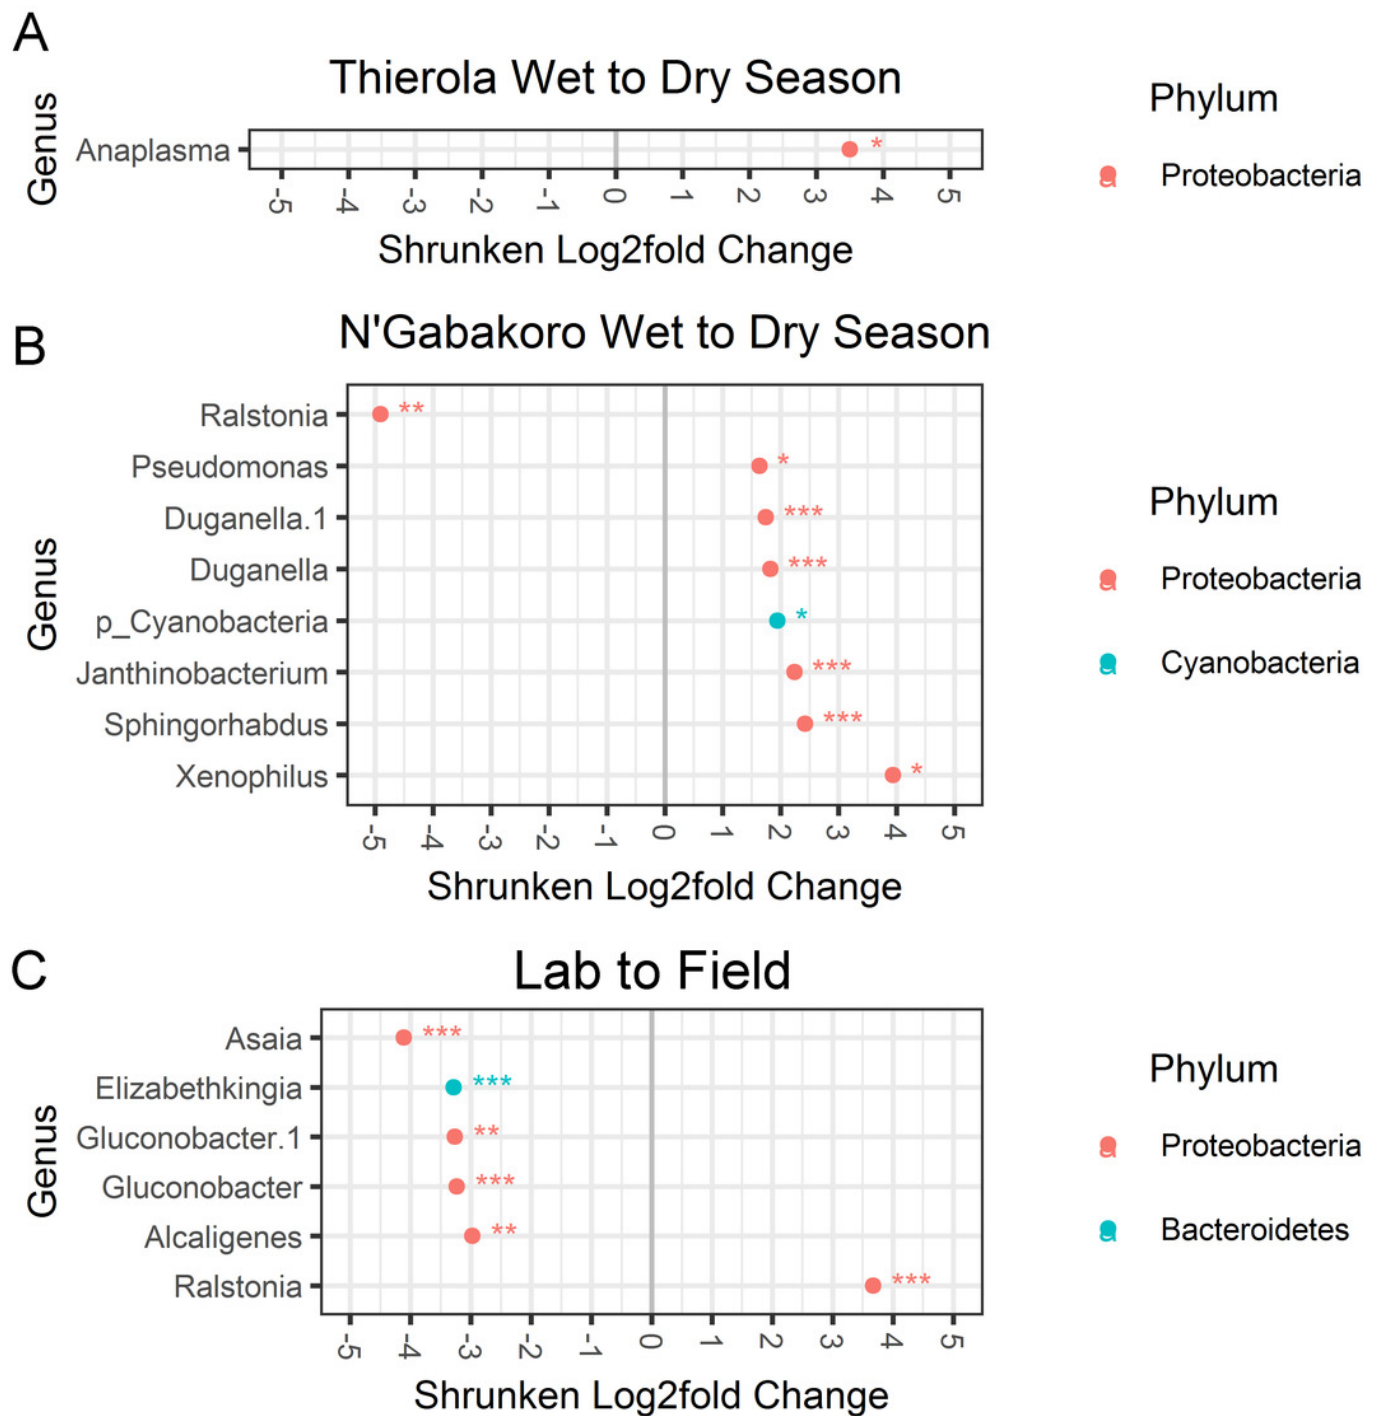 A
Thierola Wet to Dry Season
Genus
Anaplasma
*
-5 -4 -3 -2 -1 0 1 2 3 4 5
Shrunken Log2fold Change
Phylum
Proteobacteria
B
N'Gabakoro Wet to Dry Season
Genus
Ralstonia **
Pseudomonas *
Duganella.1 ***
Duganella ***
p_Cyanobacteria *
Janthinobacterium ***
Sphingorhabdus ***
Xenophilus *
-5 -4 -3 -2 -1 0 1 2 3 4 5
Shrunken Log2fold Change
Phylum
Proteobacteria
Cyanobacteria
C
Lab to Field
Genus
Asaia ***
Elizabethkingia ***
Gluconobacter.1 **
Gluconobacter ***
Alcaligenes **
Ralstonia ***
-5 -4 -3 -2 -1 0 1 2 3 4 5
Shrunken Log2fold Change
Phylum
Proteobacteria
Bacteroidetes